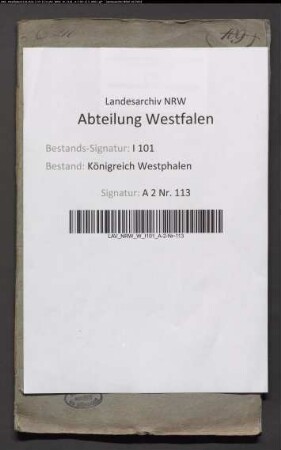 Landesarchiv NRW
Abteilung Westfalen
Bestands-Signatur: I 101
Bestand: Königreich Westphalen
Signatur: A 2 Nr. 113
LAV_NRW_W_I101_A-2-Nr-113